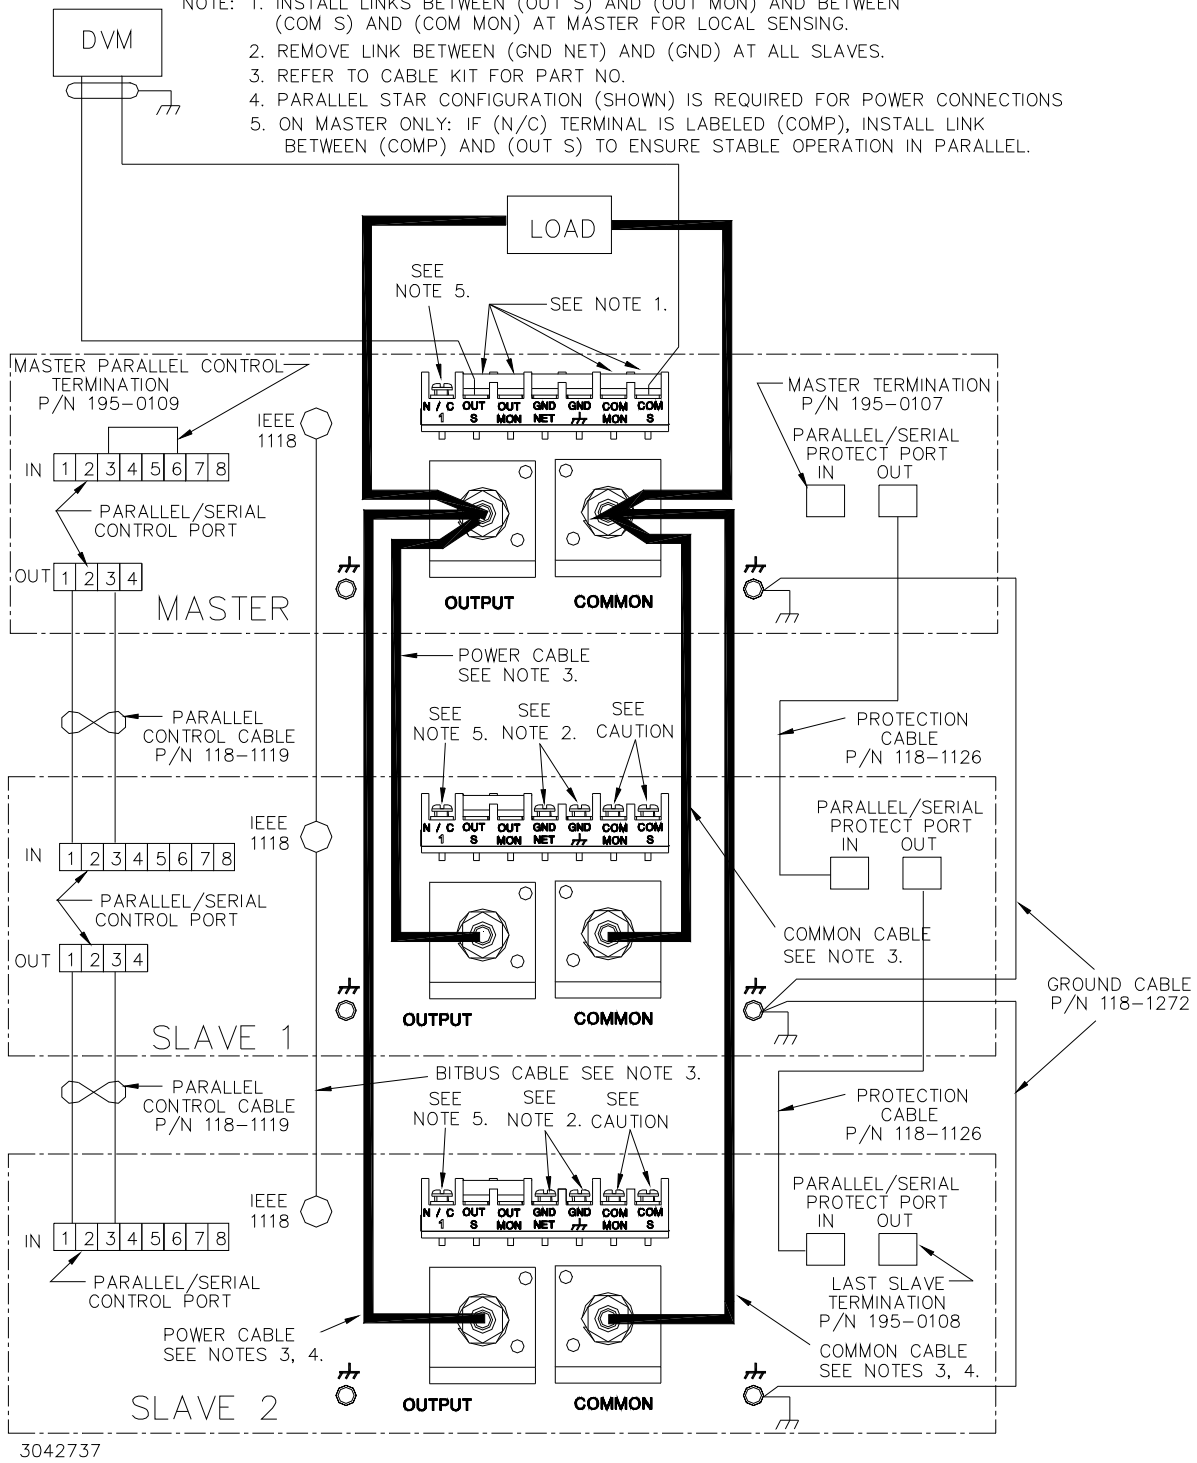 NOTE: 1. INSTALL LINKS BETWEEN (OUT S) AND (OUT MON) AND BETWEEN
(COM S) AND (COM MON) AT MASTER FOR LOCAL SENSING.
2. REMOVE LINK BETWEEN (GND NET) AND (GND) AT ALL SLAVES.
3. REFER TO CABLE KIT FOR PART NO.
4. PARALLEL STAR CONFIGURATION (SHOWN) IS REQUIRED FOR POWER CONNECTIONS
5. ON MASTER ONLY: IF (N/C) TERMINAL IS LABELED (COMP), INSTALL LINK
BETWEEN (COMP) AND (OUT S) TO ENSURE STABLE OPERATION IN PARALLEL.
DVM
LOAD
SEE
NOTE 5.
SEE NOTE 1.
MASTER PARALLEL CONTROL
TERMINATION
P/N 195-0109
IEEE
1118
N / C OUT OUT GND GND COM COM
1 S MON NET MON S
MASTER TERMINATION
P/N 195-0107
PARALLEL/SERIAL
PROTECT PORT
IN OUT
IN 1 2 3 4 5 6 7 8
PARALLEL/SERIAL
CONTROL PORT
OUT 1 2 3 4
MASTER
OUTPUT COMMON
POWER CABLE
SEE NOTE 3.
PARALLEL
CONTROL CABLE
P/N 118-1119
SEE
NOTE 5.
SEE
NOTE 2.
SEE
CAUTION
PROTECTION
CABLE
P/N 118-1126
IEEE
1118
N / C OUT OUT GND GND COM COM
1 S MON NET MON S
PARALLEL/SERIAL
PROTECT PORT
IN OUT
IN 1 2 3 4 5 6 7 8
PARALLEL/SERIAL
CONTROL PORT
OUT 1 2 3 4
COMMON CABLE
SEE NOTE 3.
GROUND CABLE
P/N 118-1272
SLAVE 1
OUTPUT COMMON
BITBUS CABLE SEE NOTE 3.
PARALLEL
CONTROL CABLE
P/N 118-1119
SEE
NOTE 5.
SEE
NOTE 2.
SEE
CAUTION
PROTECTION
CABLE
P/N 118-1126
IEEE
1118
N / C OUT OUT GND GND COM COM
1 S MON NET MON S
PARALLEL/SERIAL
PROTECT PORT
IN OUT
IN 1 2 3 4 5 6 7 8
PARALLEL/SERIAL
CONTROL PORT
LAST SLAVE
TERMINATION
P/N 195-0108
POWER CABLE
SEE NOTES 3, 4.
COMMON CABLE
SEE NOTES 3, 4.
SLAVE 2
OUTPUT COMMON
3042737